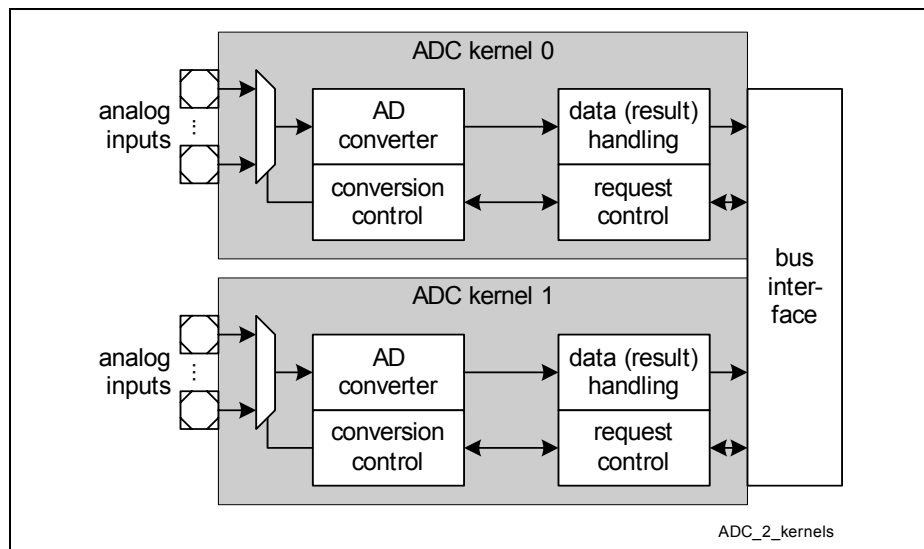 ADC kernel 0
analog
inputs
...
AD
converter
data (result)
handling
conversion
control
request
control
bus
inter-
face
ADC kernel 1
analog
inputs
...
AD
converter
data (result)
handling
conversion
control
request
control
ADC_2_kernels